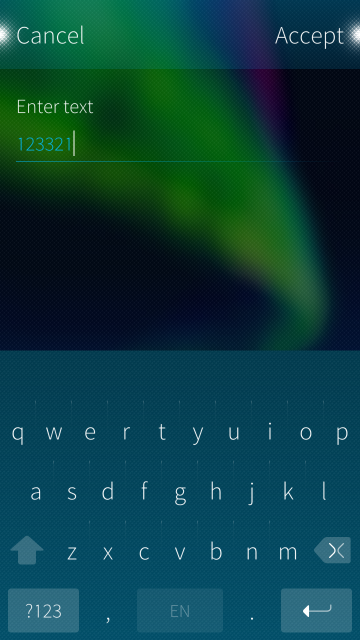 Cancel Accept
Enter text
123321
q w e r t y u i o p
a s d f g h j k l
z x c v b n m
?123 , EN .